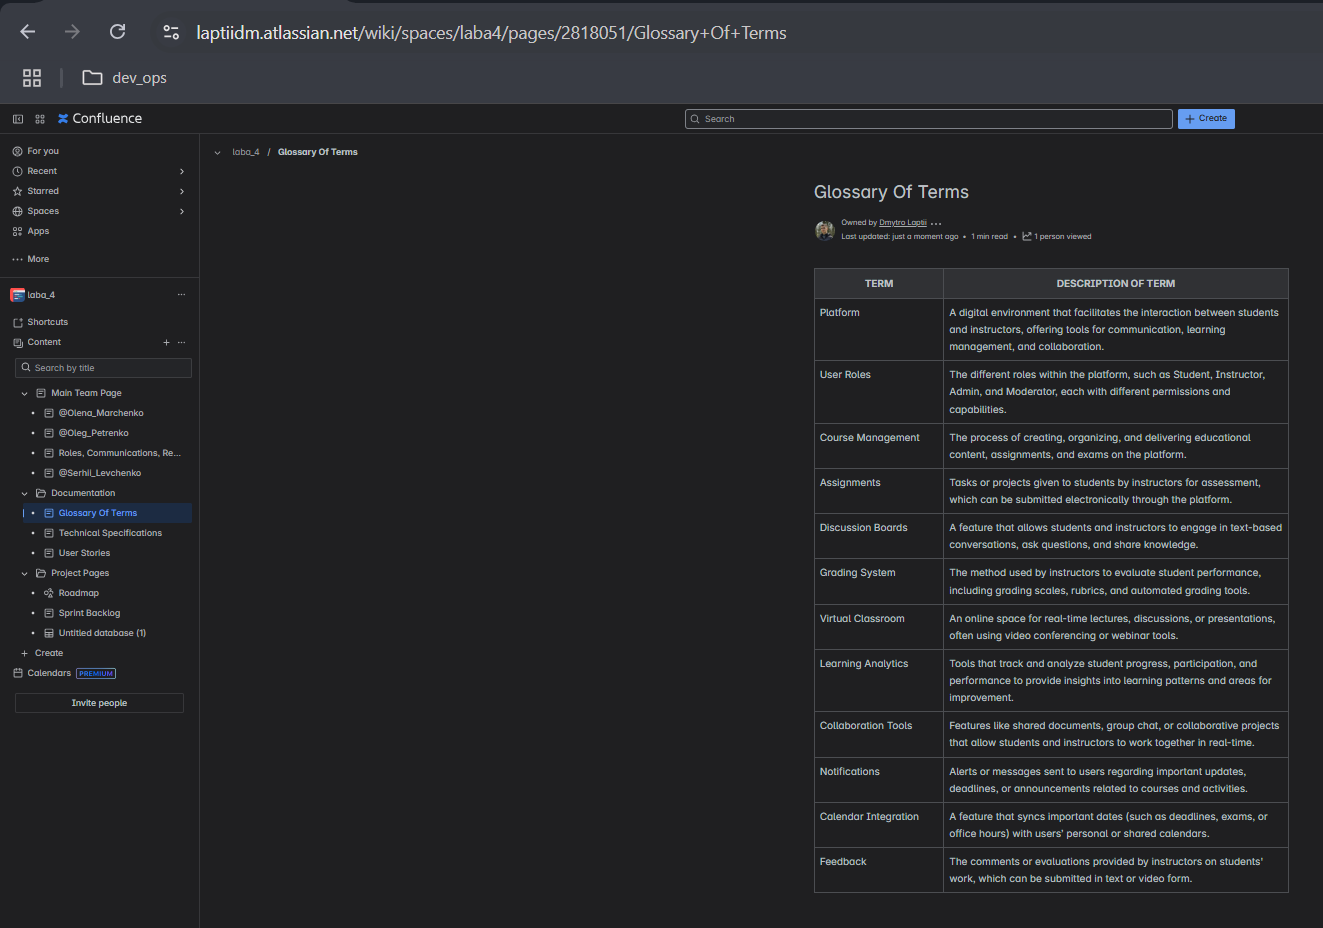 laptiidm.atlassian.net/wiki/spaces/laba4/pages/2818051/Glossary+Of+Terms
dev_ops
Confluence
Search
+ Create
For you
Recent
Starred
Spaces
Apps
More
laba_4
Shortcuts
Content
Search by title
Main Team Page
@Olena_Marchenko
@Oleg_Petrenko
Roles, Communications, Re...
@Serhii_Levchenko
Documentation
Glossary Of Terms
Technical Specifications
User Stories
Project Pages
Roadmap
Sprint Backlog
Untitled database (1)
+ Create
Calendars PREMIUM
Invite people
laba_4 / Glossary Of Terms
Glossary Of Terms
Owned by Dmytro Laptii
Last updated: just a moment ago • 1 min read • 1 person viewed
TERM DESCRIPTION OF TERM
Platform A digital environment that facilitates the interaction between students
and instructors, offering tools for communication, learning
management, and collaboration.
User Roles The different roles within the platform, such as Student, Instructor,
Admin, and Moderator, each with different permissions and
capabilities.
Course Management The process of creating, organizing, and delivering educational
content, assignments, and exams on the platform.
Assignments Tasks or projects given to students by instructors for assessment,
which can be submitted electronically through the platform.
Discussion Boards A feature that allows students and instructors to engage in text-based
conversations, ask questions, and share knowledge.
Grading System The method used by instructors to evaluate student performance,
including grading scales, rubrics, and automated grading tools.
Virtual Classroom An online space for real-time lectures, discussions, or presentations,
often using video conferencing or webinar tools.
Learning Analytics Tools that track and analyze student progress, participation, and
performance to provide insights into learning patterns and areas for
improvement.
Collaboration Tools Features like shared documents, group chat, or collaborative projects
that allow students and instructors to work together in real-time.
Notifications Alerts or messages sent to users regarding important updates,
deadlines, or announcements related to courses and activities.
Calendar Integration A feature that syncs important dates (such as deadlines, exams, or
office hours) with users' personal or shared calendars.
Feedback The comments or evaluations provided by instructors on students'
work, which can be submitted in text or video form.